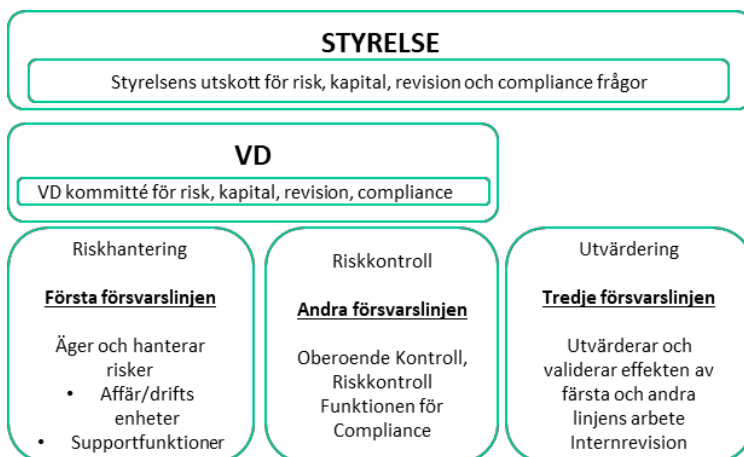 STYRELSE
Styrelsens utskott för risk, kapital, revision och compliance frågor
VD
VD kommitté för risk, kapital, revision, compliance
Riskhantering
Första försvarslinjen
Äger och hanterar
risker
• Affär/drifts
enheter
• Supportfunktioner
Riskkontroll
Andra försvarslinjen
Oberoende Kontroll,
Riskkontroll
Funktionen för
Compliance
Utvärdering
Tredje försvarslinjen
Utvärderar och
validerar effekten av
färsta och andra
linjens arbete
Internrevision